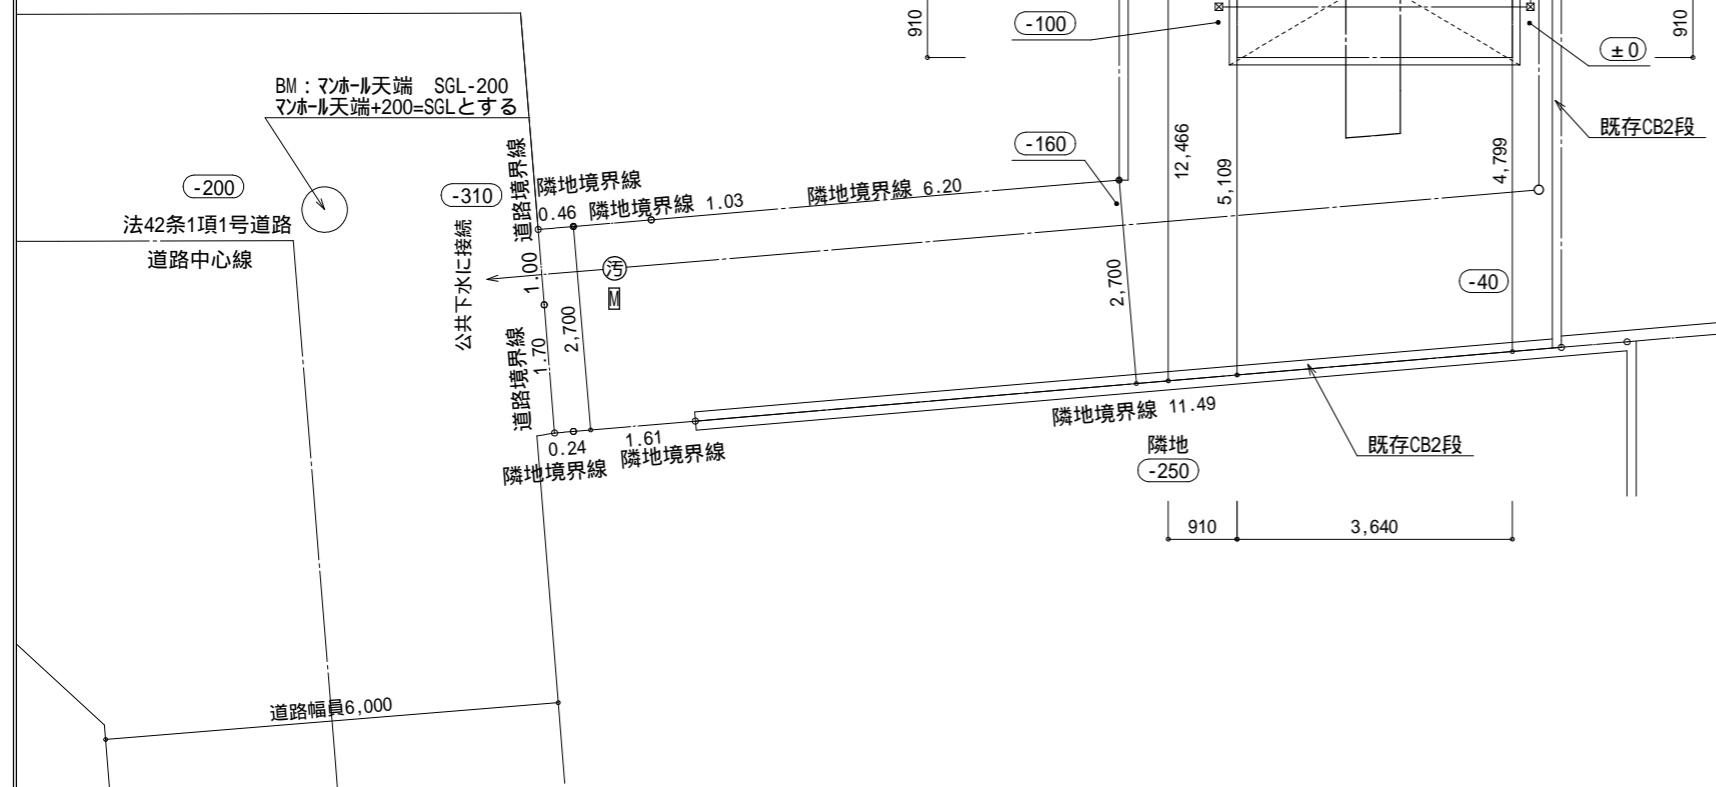 910
-100
±0
910
BM：マンホール天端　SGL-200
マンホール天端+200=SGLとする
既存CB2段
-160
12,466
5,109
4,799
-200
-310
道路境界線
隣地境界線
0.46
隣地境界線 1.03
隣地境界線 6.20
法42条1項1号道路
道路中心線
公共下水に接続
1.00
汚
M
2,700
2,700
-40
道路境界線
1.70
0.24
隣地境界線
1.61
隣地境界線
隣地境界線 11.49
隣地
-250
既存CB2段
910
3,640
道路幅員6,000